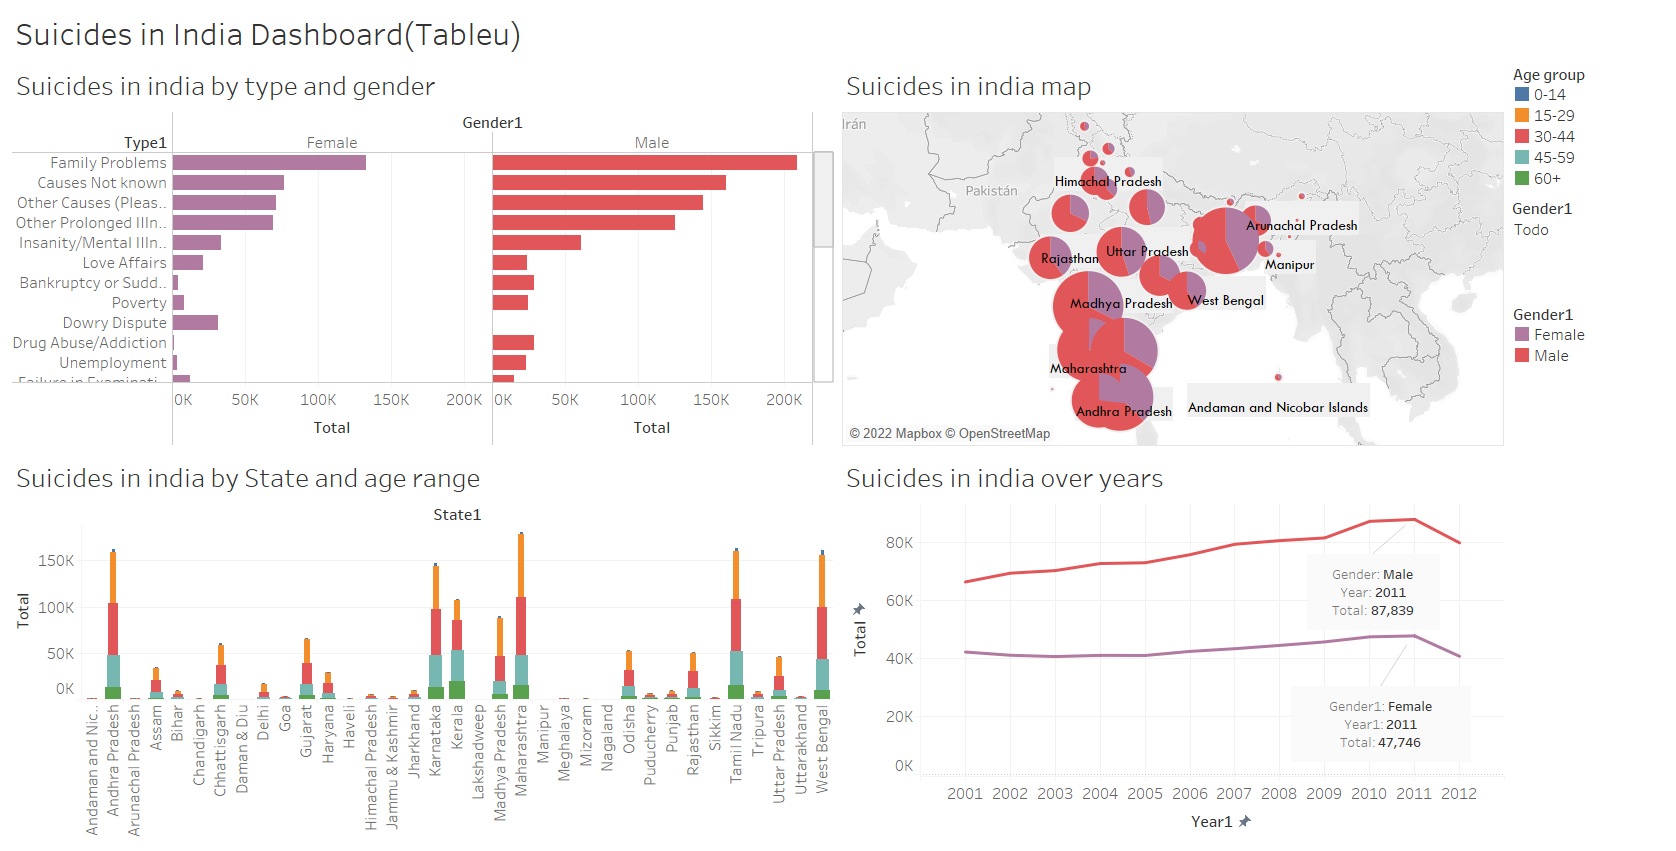 Suicides in India Dashboard(Tableu)
Suicides in india by type and gender
Gender1
Type1 Female Male
Family Problems
Causes Not known
Other Causes (Pleas..
Other Prolonged Illn..
Insanity/Mental Illn..
Love Affairs
Bankruptcy or Sudd..
Poverty
Dowry Dispute
Drug Abuse/Addiction
Unemployment
Failure in Examinati..
0K 50K 100K 150K 200K 0K 50K 100K 150K 200K
Total Total
Suicides in india map
Irán
Pakistán
Himachal Pradesh
Arunachal Pradesh
Uttar Pradesh
Rajasthan
Manipur
Madhya Pradesh
West Bengal
Maharashtra
Andhra Pradesh
Andaman and Nicobar Islands
© 2022 Mapbox © OpenStreetMap
Age group
0-14
15-29
30-44
45-59
60+
Gender1
Todo
Gender1
Female
Male
Suicides in india by State and age range
State1
Total
150K
100K
50K
0K
Andaman and Nic..
Andhra Pradesh
Arunachal Pradesh
Assam
Bihar
Chandigarh
Chhattisgarh
Daman & Diu
Delhi
Goa
Gujarat
Haryana
Haveli
Himachal Pradesh
Jammu & Kashmir
Jharkhand
Karnataka
Kerala
Lakshadweep
Madhya Pradesh
Maharashtra
Manipur
Meghalaya
Mizoram
Nagaland
Odisha
Puducherry
Punjab
Rajasthan
Sikkim
Tamil Nadu
Tripura
Uttar Pradesh
Uttarakhand
West Bengal
Suicides in india over years
Total
80K
60K
40K
20K
0K
Gender: Male
Year: 2011
Total: 87,839
Gender1: Female
Year1: 2011
Total: 47,746
2001 2002 2003 2004 2005 2006 2007 2008 2009 2010 2011 2012
Year1